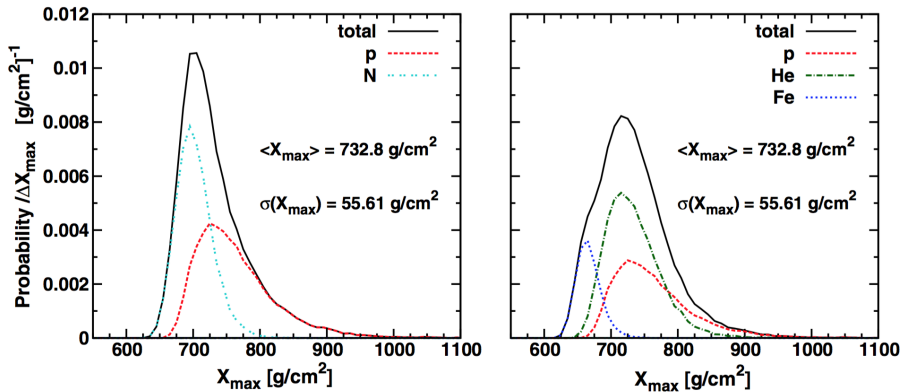 Probability /ΔXmax [g/cm²]⁻¹
0.012
0.01
0.008
0.006
0.004
0.002
0
total
p
N
<Xmax> = 732.8 g/cm²
σ(Xmax) = 55.61 g/cm²
600 700 800 900 1000 1100
Xmax [g/cm²]
total
p
He
Fe
<Xmax> = 732.8 g/cm²
σ(Xmax) = 55.61 g/cm²
600 700 800 900 1000 1100
Xmax [g/cm²]